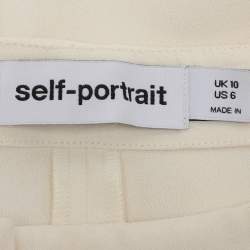 self-portrait
UK 10
US 6
MADE IN